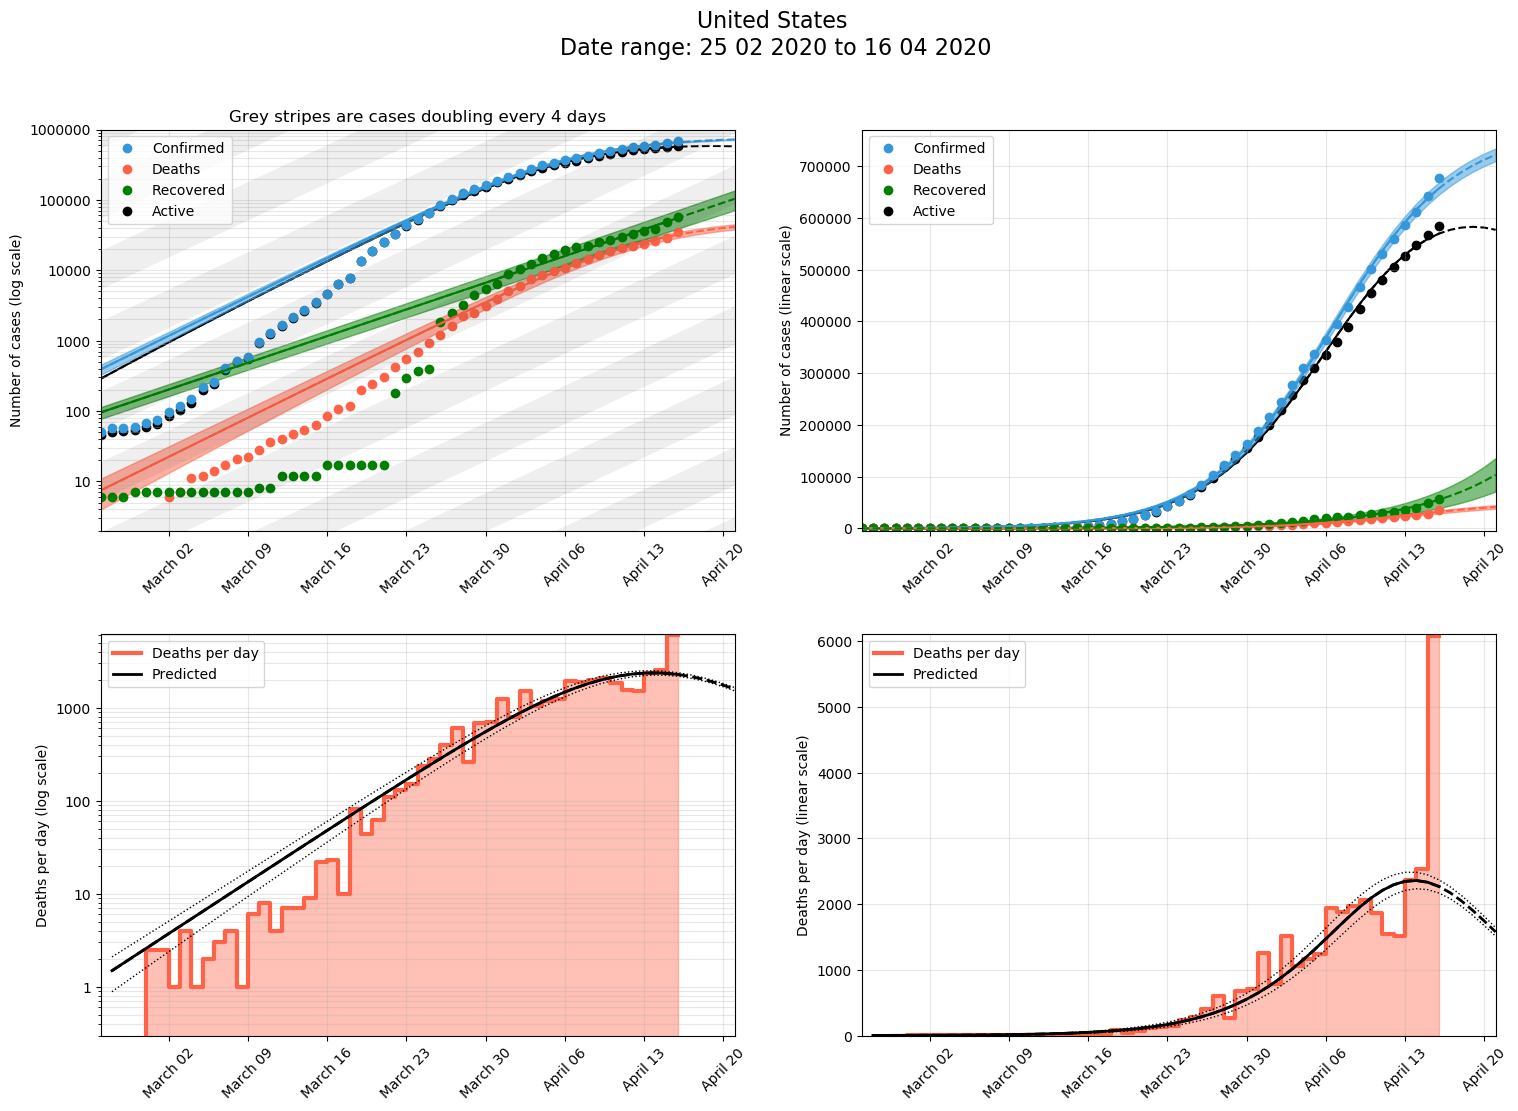 United States
Date range: 25 02 2020 to 16 04 2020
Grey stripes are cases doubling every 4 days
Number of cases (log scale)
1000000
100000
10000
1000
100
10
Confirmed
Deaths
Recovered
Active
March 02
March 09
March 16
March 23
March 30
April 06
April 13
April 20
Number of cases (linear scale)
700000
600000
500000
400000
300000
200000
100000
0
Confirmed
Deaths
Recovered
Active
March 02
March 09
March 16
March 23
March 30
April 06
April 13
April 20
Deaths per day (log scale)
1000
100
10
1
Deaths per day
Predicted
March 02
March 09
March 16
March 23
March 30
April 06
April 13
April 20
Deaths per day (linear scale)
6000
5000
4000
3000
2000
1000
0
Deaths per day
Predicted
March 02
March 09
March 16
March 23
March 30
April 06
April 13
April 20